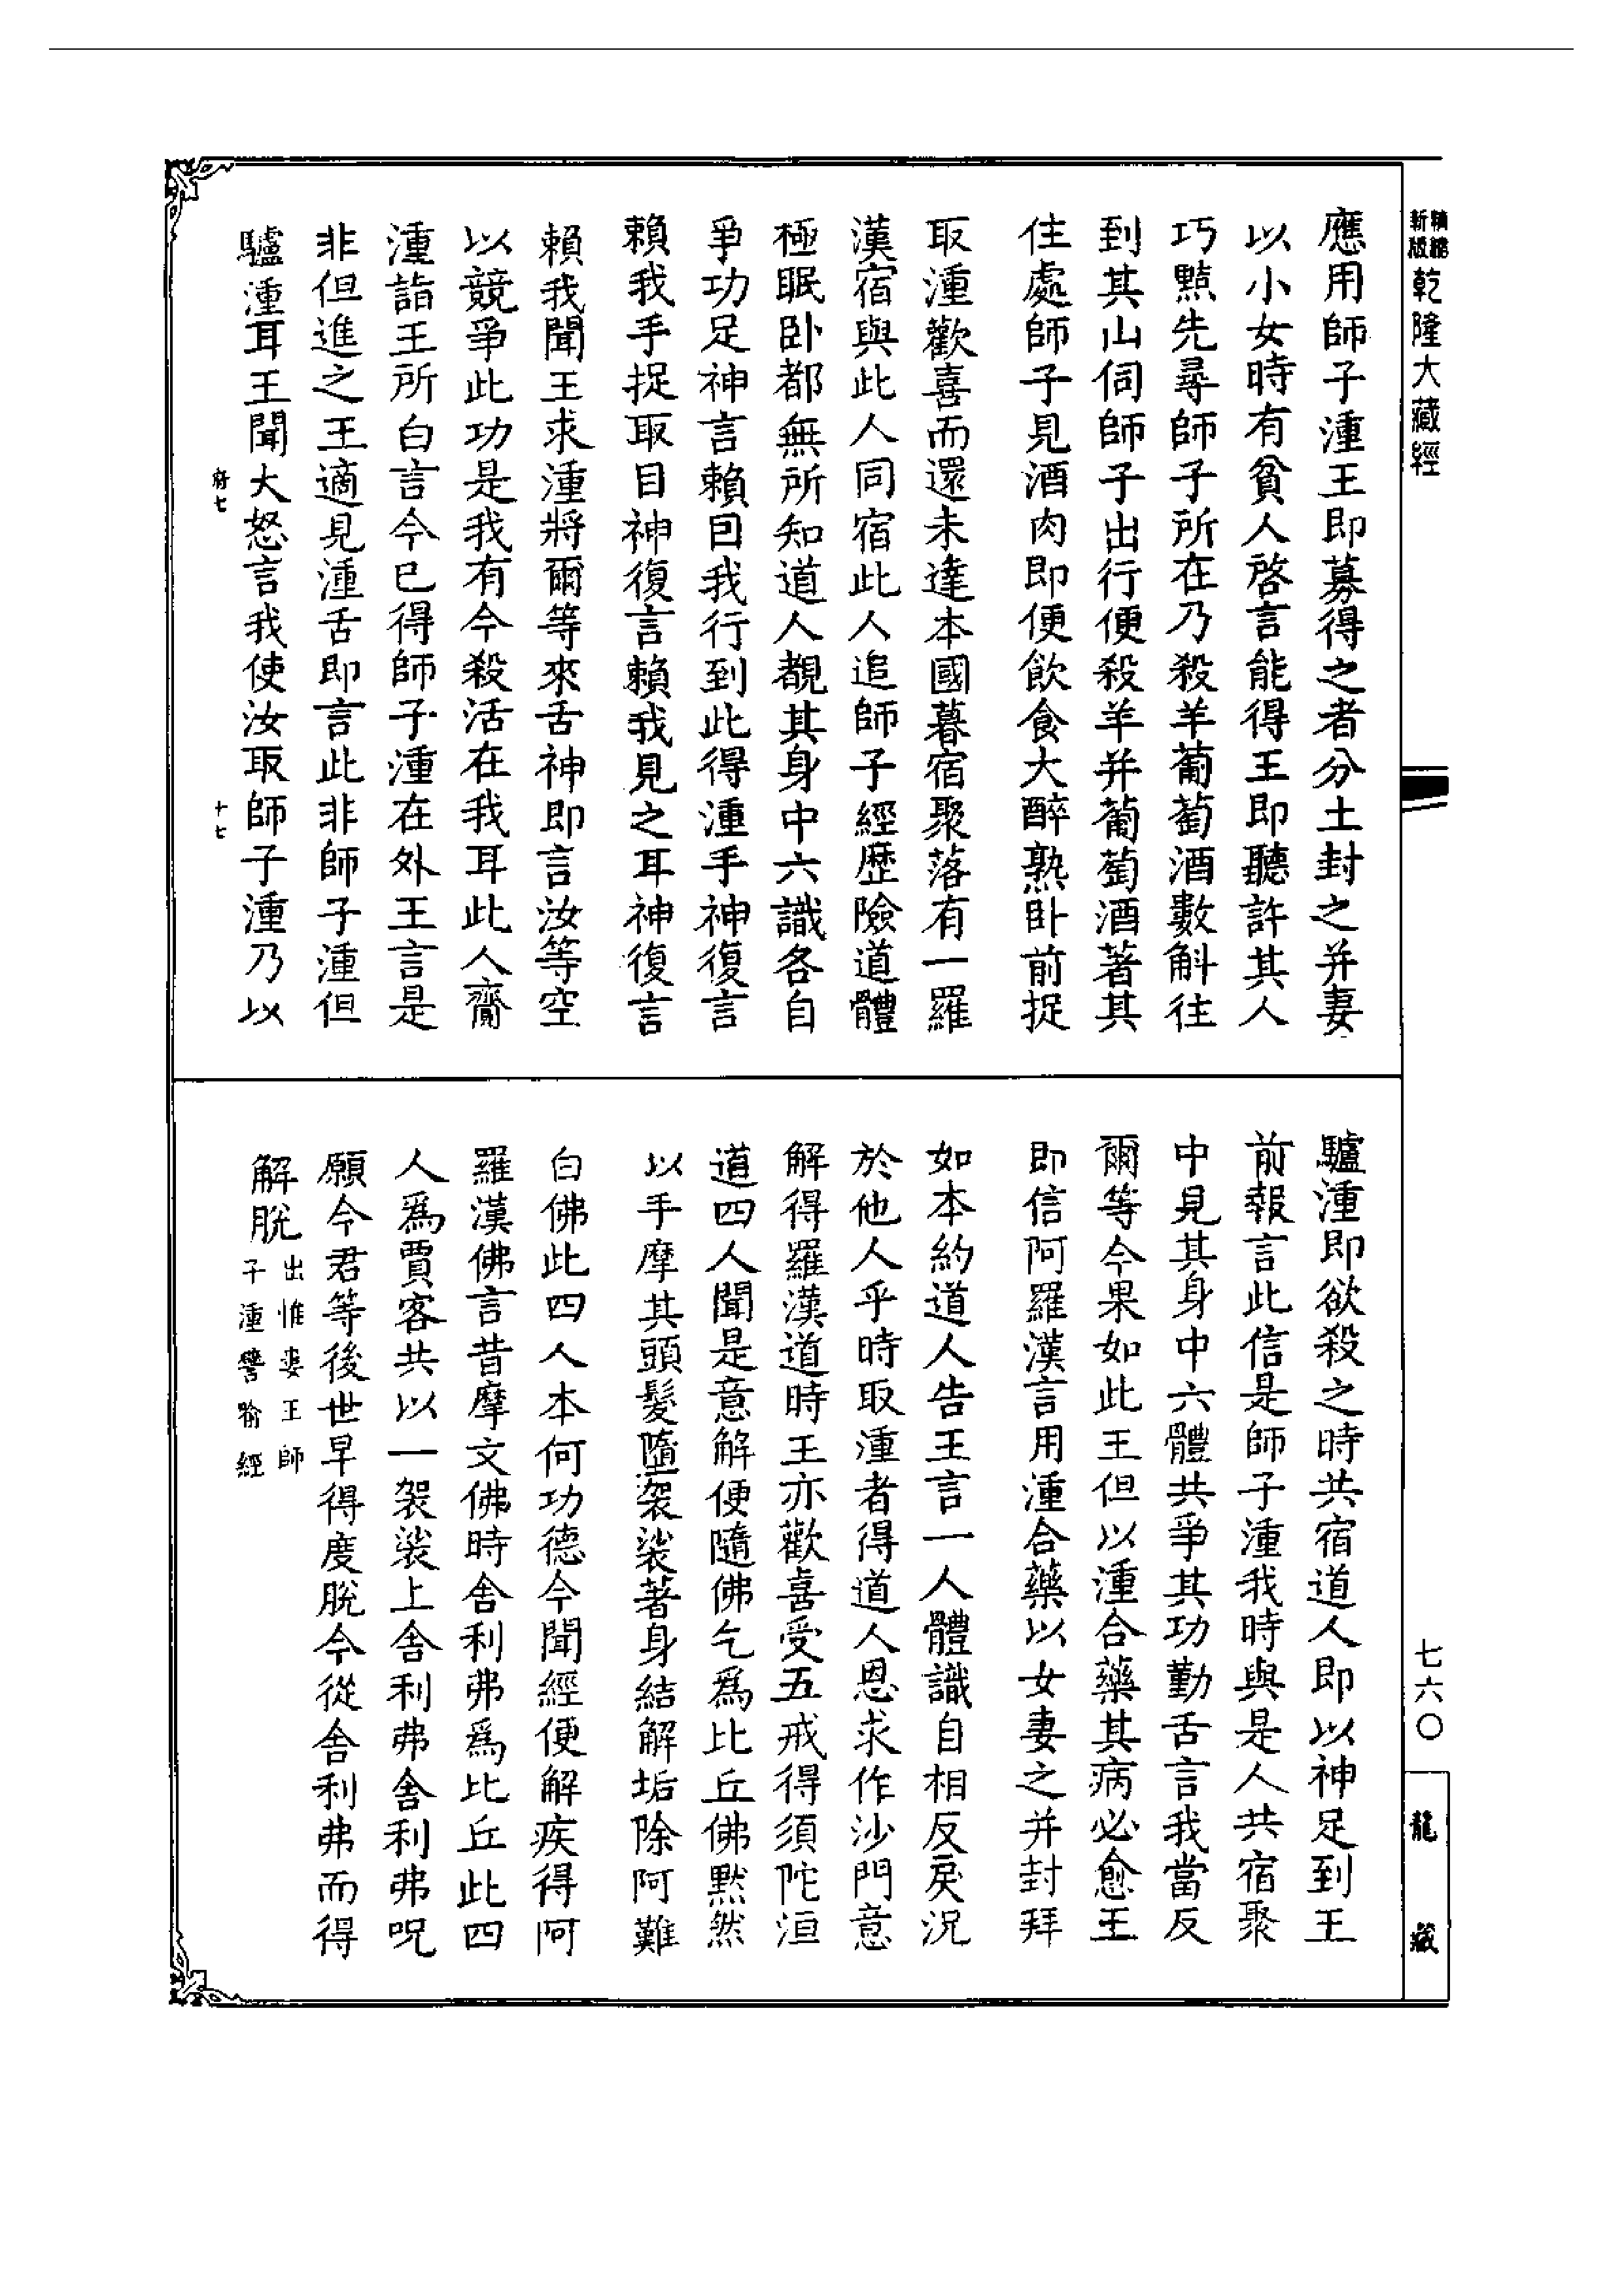 精縮
新版
乾隆大藏經
應用師子湩王即募得之者分土封之并妻
以小女時有貧人啓言能得王即聽許其人
巧黠先尋師子所在乃殺羊葡萄酒數斛往
到其山伺師子出行便殺羊并葡萄酒著其
住處師子見酒肉即便飲食大醉熟卧前捉
取湩歡喜而還未達本國暮宿聚落有一羅
漢宿與此人同宿此人追師子經歷險道體
極眠卧都無所知道人覩其身中六識各自
爭功足神言賴回我行到此得湩手神復言
賴我手捉取目神復言賴我見之耳神復言
賴我聞王求湩將爾等來舌神即言汝等空
以競爭此功是我有今殺活在我耳此人齎
湩詣王所白言今已得師子湩在外王言是
非但進之王適見湩舌即言此非師子湩但
驢湩耳王聞大怒言我使汝取師子湩乃以
府七
十七
驢湩即欲殺之時共宿道人即以神足到王
前報言此信是師子湩我時與是人共宿聚
中見其身中六體共爭其功勤舌言我當反
爾等今果如此王但以湩合藥其病必愈王
即信阿羅漢言用湩合藥以女妻之并封拜
如本約道人告王言一人體識自相反戾況
於他人乎時取湩者得道人恩求作沙門意
解得羅漢道時王亦歡喜受五戒得須陀洹
道四人聞是意解便隨佛乞為比丘佛默然
以手摩其頭髮墮袈裟著身結解垢除阿難
白佛此四人本何功德今聞經便解疾得阿
羅漢佛言昔摩文佛時舍利弗為比丘此四
人為賈客共以一袈裟上舍利弗舍利弗呪
願今君等後世早得度脫今從舍利弗而得
解脫
出惟婁王師
子湩譬喻經
七六〇
龍藏